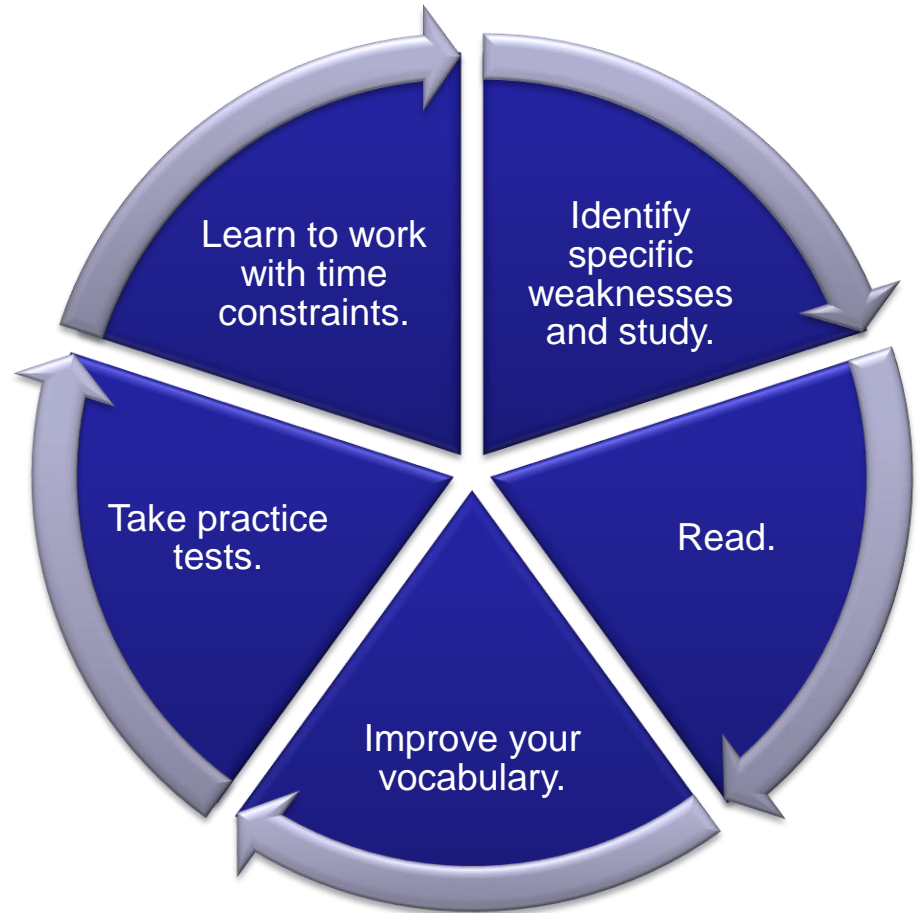 Identify
specific
weaknesses
and study.
Read.
Improve your
vocabulary.
Take practice
tests.
Learn to work
with time
constraints.